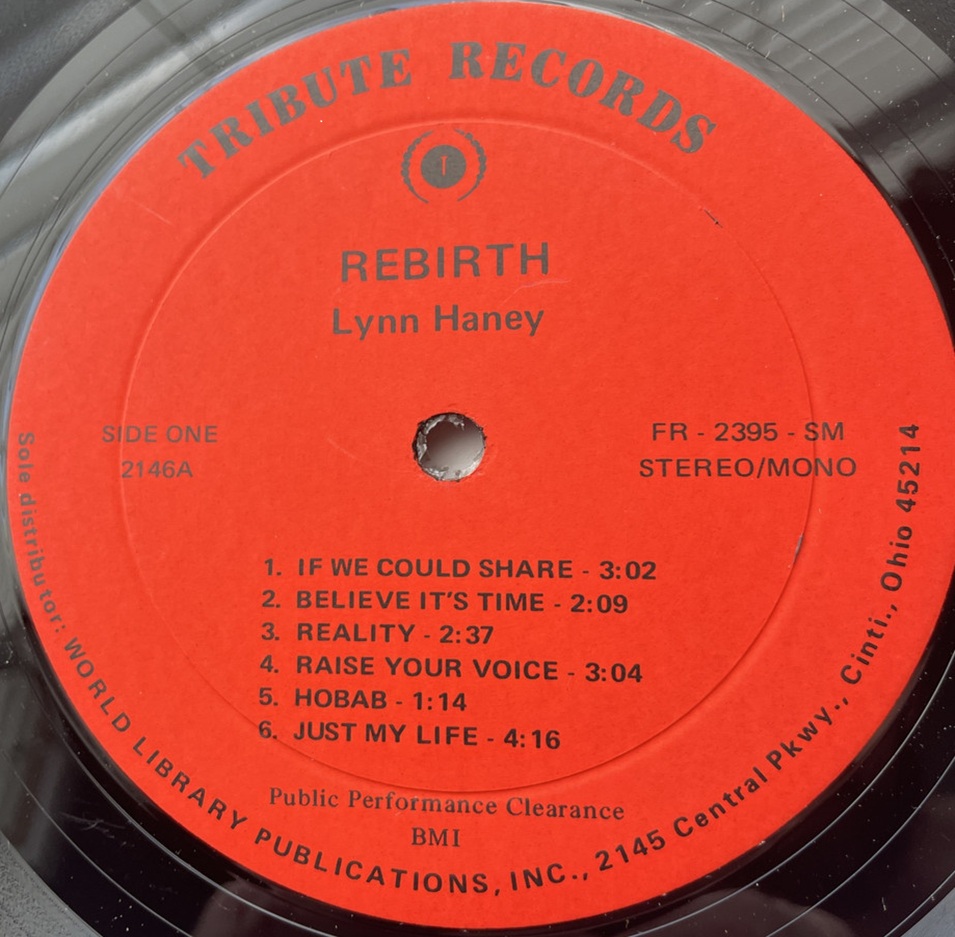 TRIBUTE RECORDS
T
REBIRTH
Lynn Haney
SIDE ONE
2146A
FR - 2395 - SM
STEREO/MONO
1. IF WE COULD SHARE - 3:02
2. BELIEVE IT'S TIME - 2:09
3. REALITY - 2:37
4. RAISE YOUR VOICE - 3:04
5. HOBAB - 1:14
6. JUST MY LIFE - 4:16
Public Performance Clearance
BMI
Sole distributor: WORLD LIBRARY PUBLICATIONS, INC., 2145 Central Pkwy., Cinti., Ohio 45214